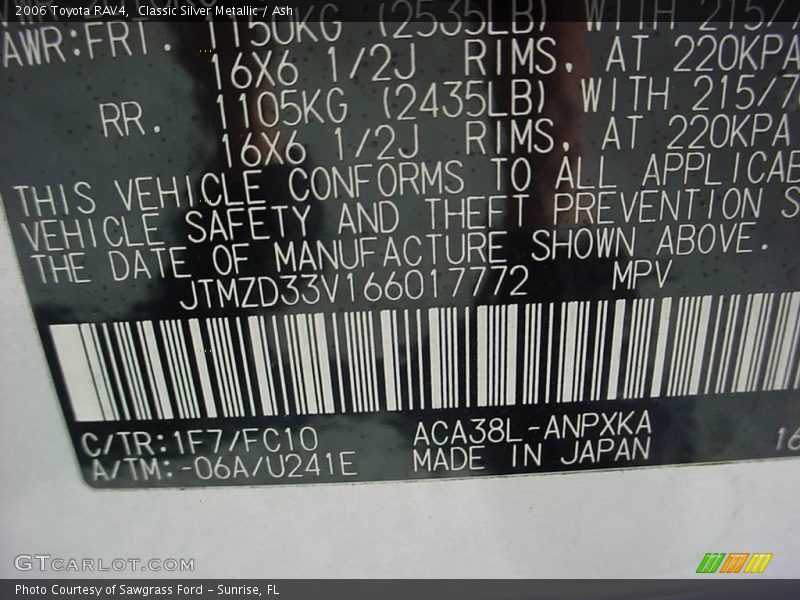 2006 Toyota RAV4, Classic Silver Metallic / Ash
AWR:FRT. 1150KG (2535LB) WITH 215/7
16X6 1/2J RIMS, AT 220KPA
RR. 1105KG (2435LB) WITH 215/7
16X6 1/2J RIMS, AT 220KPA
THIS VEHICLE CONFORMS TO ALL APPLICAB
VEHICLE SAFETY AND THEFT PREVENTION S
THE DATE OF MANUFACTURE SHOWN ABOVE.
JTMZD33V166017772 MPV
C/TR:1F7/FC10 ACA38L-ANPXKA
A/TM:-06A/U241E MADE IN JAPAN 16
GTCARLOT.COM
Photo Courtesy of Sawgrass Ford - Sunrise, FL